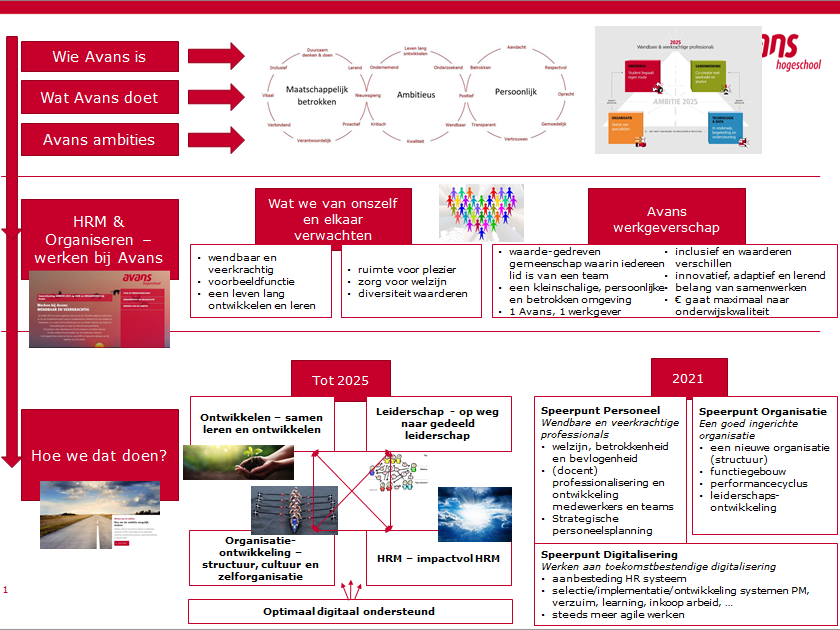 Wie Avans is
Wat Avans doet
Avans ambities
Duurzaam
denken & doen
Inclusief
Lerend
Vitaal
Maatschappelijk
betrokken
Nieuwsgierig
Verbindend
Proactief
Verantwoordelijk
Leven lang
ontwikkelen
Ondernemend
Onderzoekend
Ambitieus
Positief
Kritisch
Wendbaar
Kwaliteit
Aandacht
Betrokken
Respectvol
Persoonlijk
Oprecht
Transparant
Gemoedelijk
Vertrouwen
2025
Wendbare & veerkrachtige professionals
AMBITIE 2025
hogeschool
HRM &
Organiseren –
werken bij Avans
Wat we van onszelf
en elkaar
verwachten
Avans
werkgeverschap
• wendbaar en
veerkrachtig
• voorbeeldfunctie
• een leven lang
ontwikkelen en leren
• ruimte voor plezier
• zorg voor welzijn
• diversiteit waarderen
• waarde-gedreven
gemeenschap waarin iedereen
lid is van een team
• een kleinschalige, persoonlijke
en betrokken omgeving
• 1 Avans, 1 werkgever
• inclusief en waarderen
verschillen
• innovatief, adaptief en lerend
• belang van samenwerken
• € gaat maximaal naar
onderwijskwaliteit
avans
hogeschool
Werken bij Avans:
Hoe we dat doen?
Tot 2025
Ontwikkelen – samen
leren en ontwikkelen
Leiderschap - op weg
naar gedeeld
leiderschap
Organisatie-
ontwikkeling –
structuur, cultuur en
zelforganisatie
HRM – impactvol HRM
Optimaal digitaal ondersteund
2021
Speerpunt Personeel
Wendbare en veerkrachtige
professionals
• welzijn, betrokkenheid
en bevlogenheid
• (docent)
professionalisering en
ontwikkeling
medewerkers en teams
• Strategische
personeelsplanning
Speerpunt Organisatie
Een goed ingerichte
organisatie
• een nieuwe organisatie
(structuur)
• functiegebouw
• performancecyclus
• leiderschaps-
ontwikkeling
Speerpunt Digitalisering
Werken aan toekomstbestendige digitalisering
• aanbesteding HR systeem
• selectie/implementatie/ontwikkeling systemen PM,
verzuim, learning, inkoop arbeid, …
• steeds meer agile werken
1